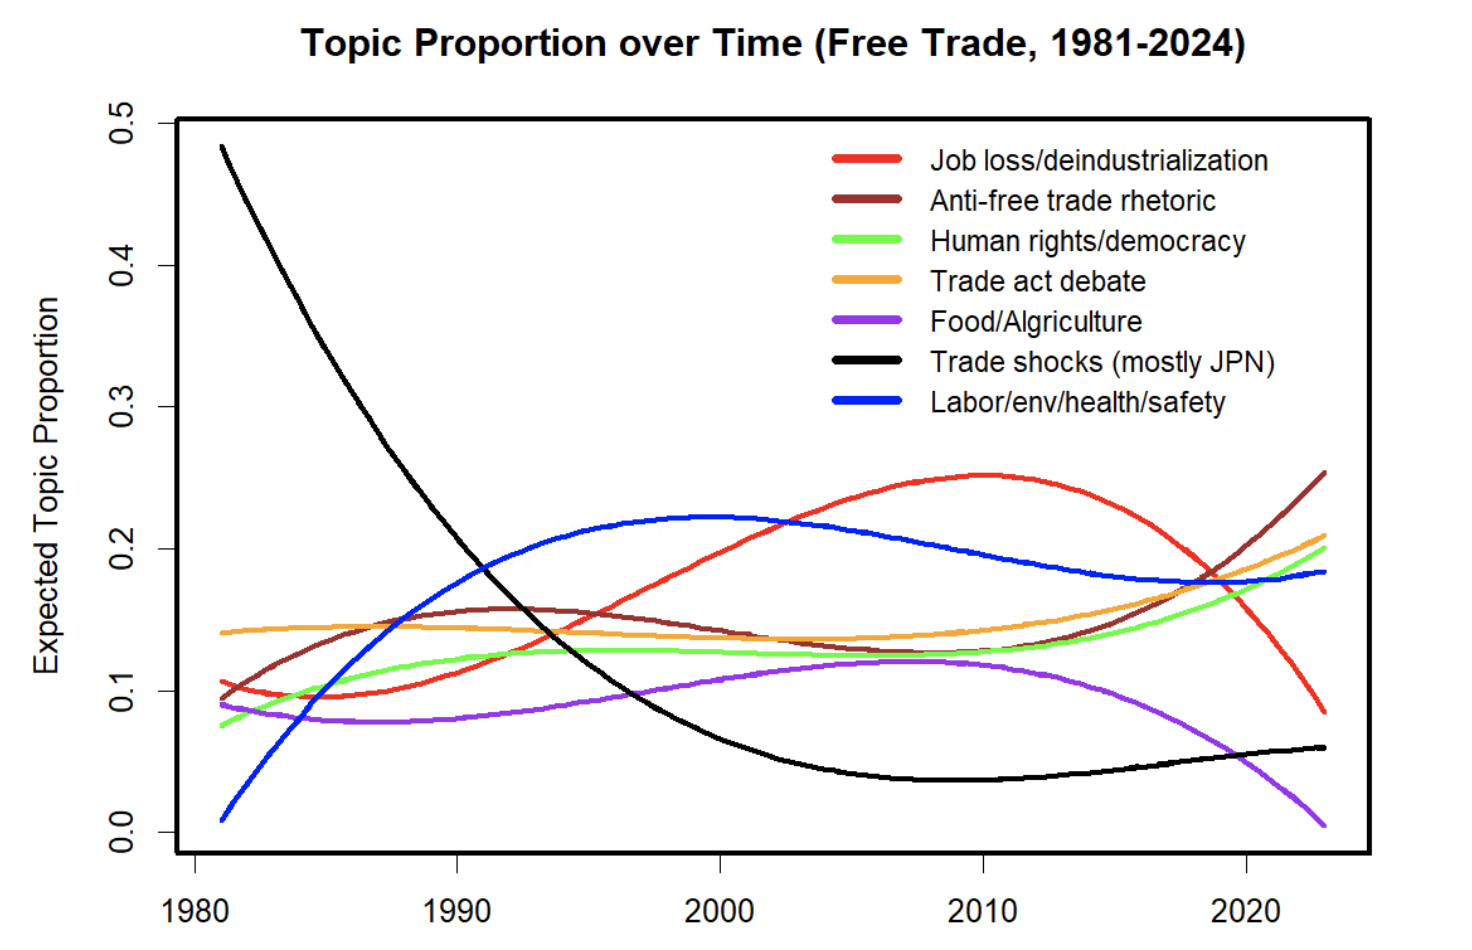 Topic Proportion over Time (Free Trade, 1981-2024)
Expected Topic Proportion
0.5
0.4
0.3
0.2
0.1
0.0
Job loss/deindustrialization
Anti-free trade rhetoric
Human rights/democracy
Trade act debate
Food/Algriculture
Trade shocks (mostly JPN)
Labor/env/health/safety
1980 1990 2000 2010 2020